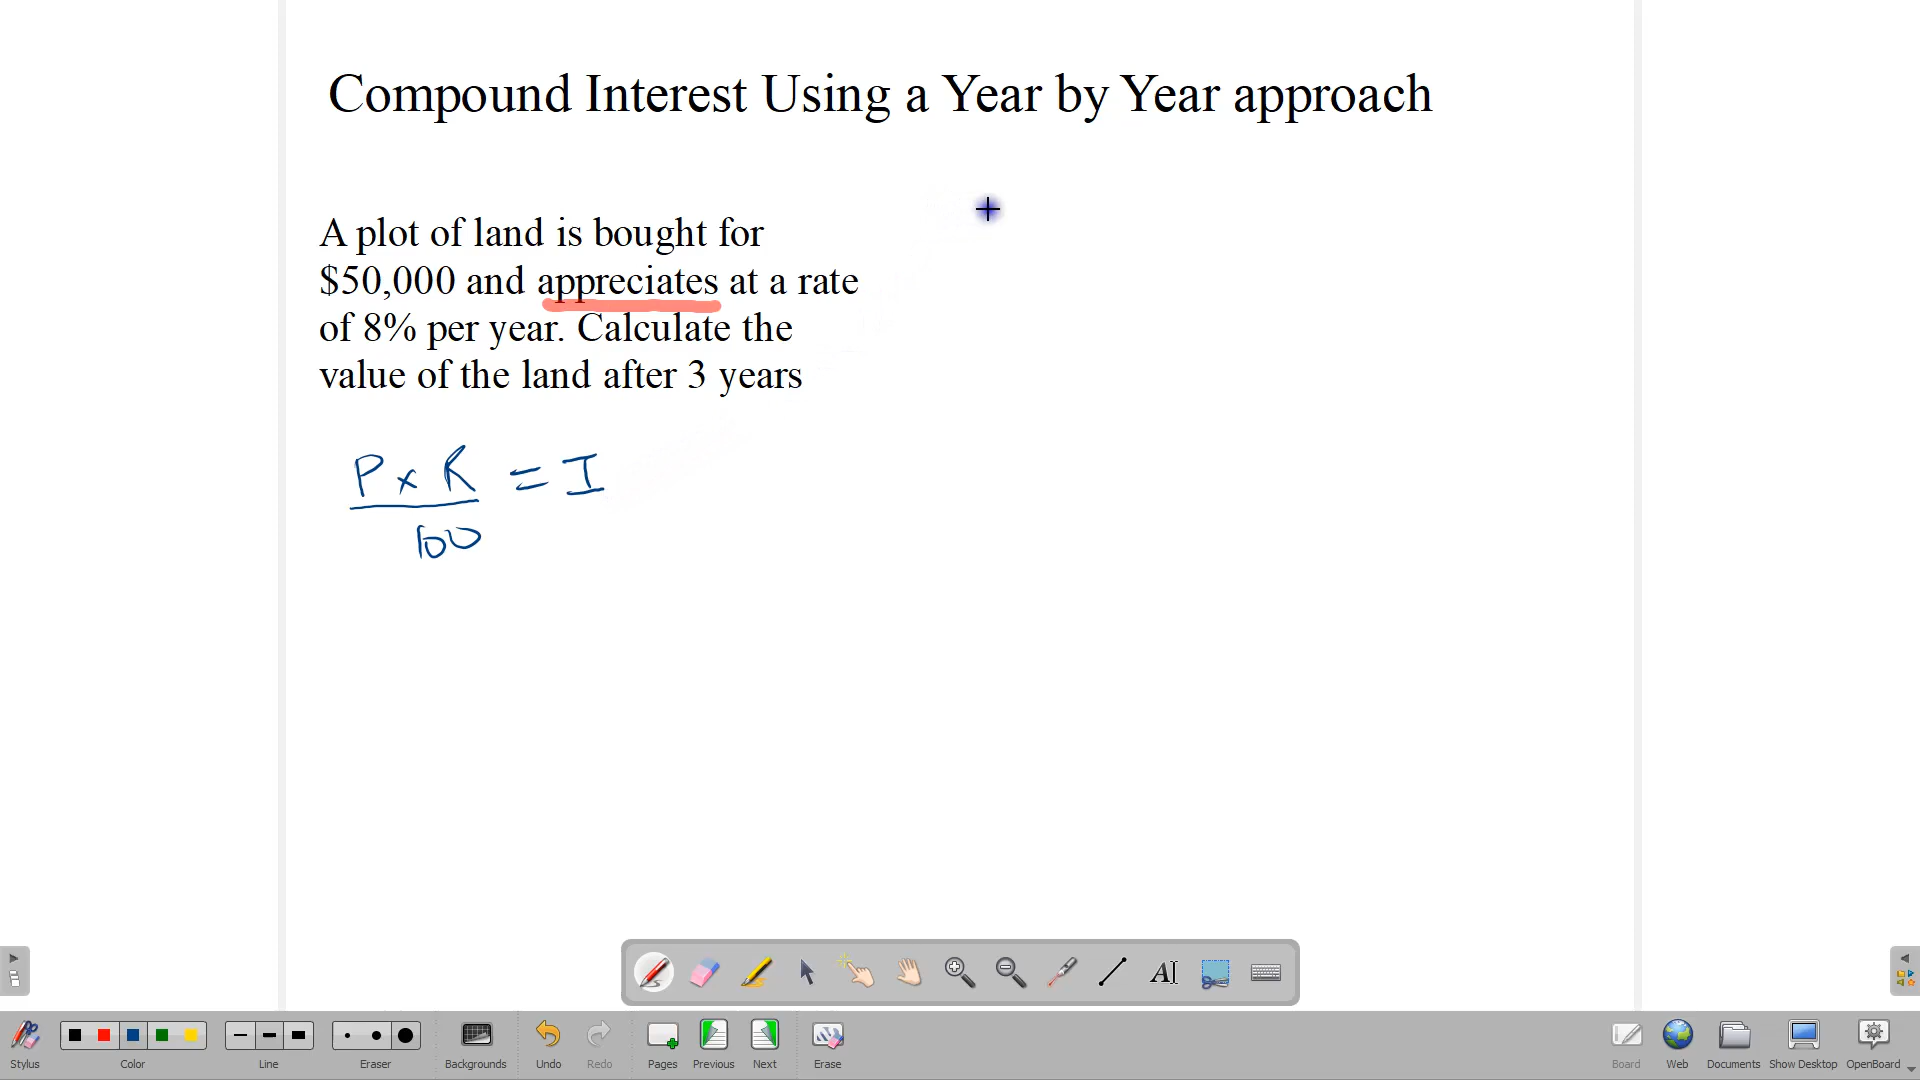 Compound Interest Using a Year by Year approach
A plot of land is bought for
$50,000 and appreciates at a rate
of 8% per year. Calculate the
value of the land after 3 years
P x R = I
100
AI
Stylus Color Line Eraser Backgrounds Undo Redo Pages Previous Next Erase Board Web Documents Show Desktop OpenBoard